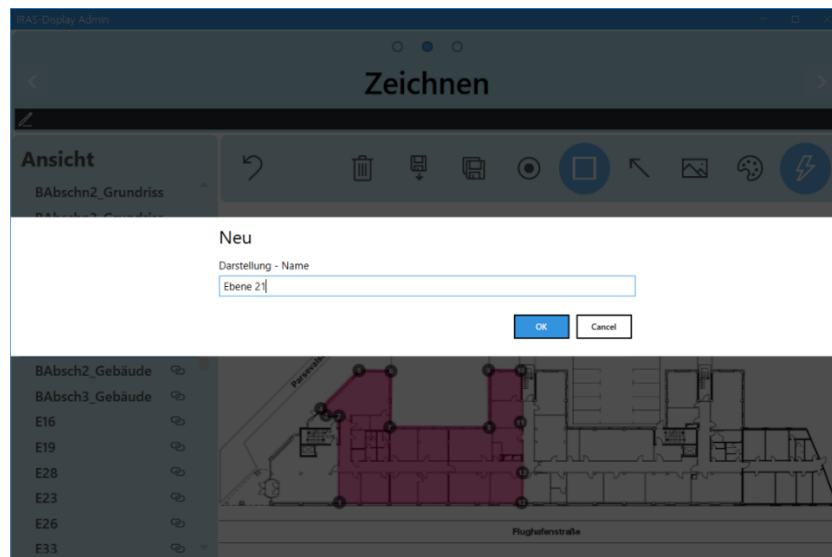 IRAS-Display Admin
Zeichnen
Ansicht
BAbschn2_Grundriss
Neu
Darstellung - Name
Ebene 21
OK
Cancel
BAbsch2_Gebäude
BAbsch3_Gebäude
E16
E19
E28
E23
E26
E33
Flughafenstraße